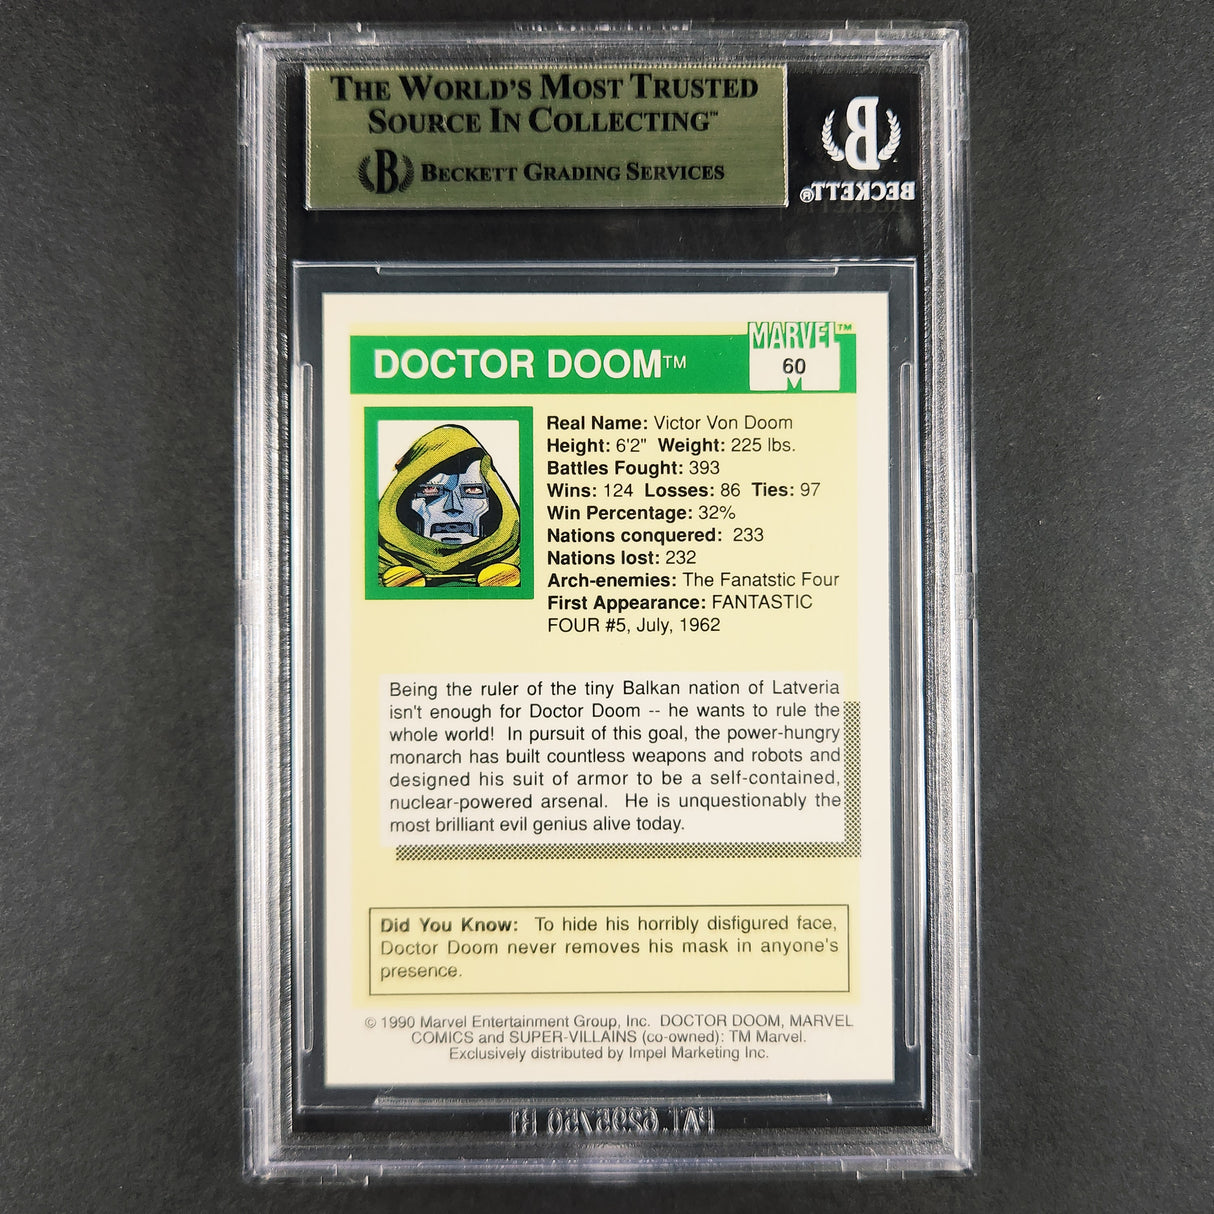 THE WORLD'S MOST TRUSTED
SOURCE IN COLLECTING™
B BECKETT GRADING SERVICES
B
BECKETT®
MARVEL™
DOCTOR DOOM™
60
Real Name: Victor Von Doom
Height: 6'2" Weight: 225 lbs.
Battles Fought: 393
Wins: 124 Losses: 86 Ties: 97
Win Percentage: 32%
Nations conquered: 233
Nations lost: 232
Arch-enemies: The Fanatstic Four
First Appearance: FANTASTIC
FOUR #5, July, 1962
Being the ruler of the tiny Balkan nation of Latveria
isn't enough for Doctor Doom -- he wants to rule the
whole world! In pursuit of this goal, the power-hungry
monarch has built countless weapons and robots and
designed his suit of armor to be a self-contained,
nuclear-powered arsenal. He is unquestionably the
most brilliant evil genius alive today.
Did You Know: To hide his horribly disfigured face,
Doctor Doom never removes his mask in anyone's
presence.
© 1990 Marvel Entertainment Group, Inc. DOCTOR DOOM, MARVEL
COMICS and SUPER-VILLAINS (co-owned): TM Marvel.
Exclusively distributed by Impel Marketing Inc.